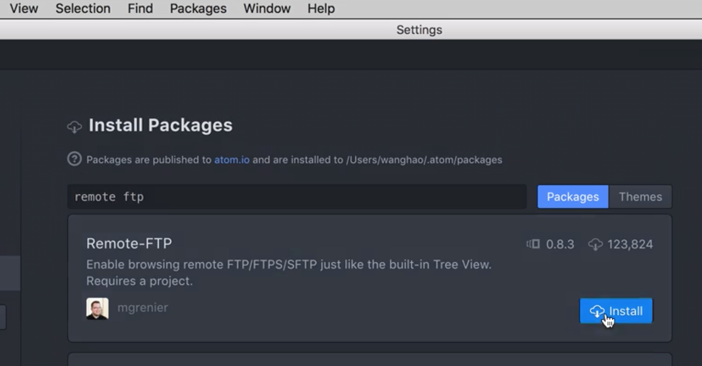 View Selection Find Packages Window Help
Settings
Install Packages
Packages are published to atom.io and are installed to /Users/wanghao/.atom/packages
remote ftp Packages Themes
Remote-FTP 0.8.3 123,824
Enable browsing remote FTP/FTPS/SFTP just like the built-in Tree View.
Requires a project.
mgrenier Install